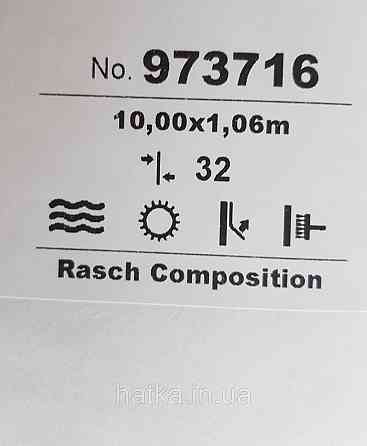 No. 973716
10,00x1,06m
32
Rasch Composition
hatka.in.ua